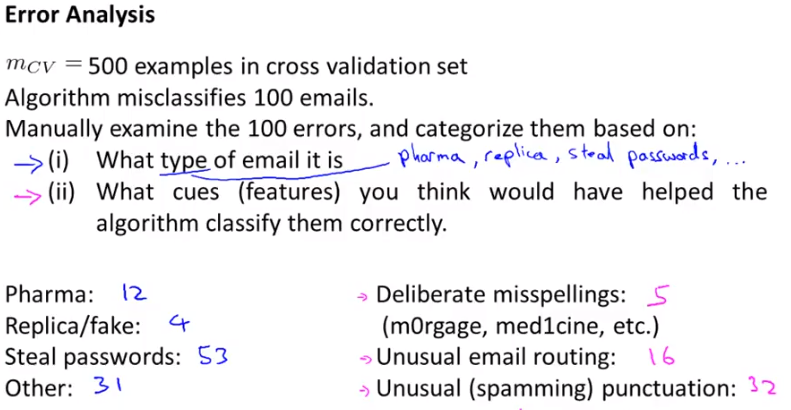 Error Analysis
m_CV = 500 examples in cross validation set
Algorithm misclassifies 100 emails.
Manually examine the 100 errors, and categorize them based on:
→ (i) What type of email it is pharma, replica, steal passwords, ...
→ (ii) What cues (features) you think would have helped the
algorithm classify them correctly.
Pharma: 12
Replica/fake: 4
Steal passwords: 53
Other: 31
→ Deliberate misspellings: 5
(m0rgage, med1cine, etc.)
→ Unusual email routing: 16
→ Unusual (spamming) punctuation: 32